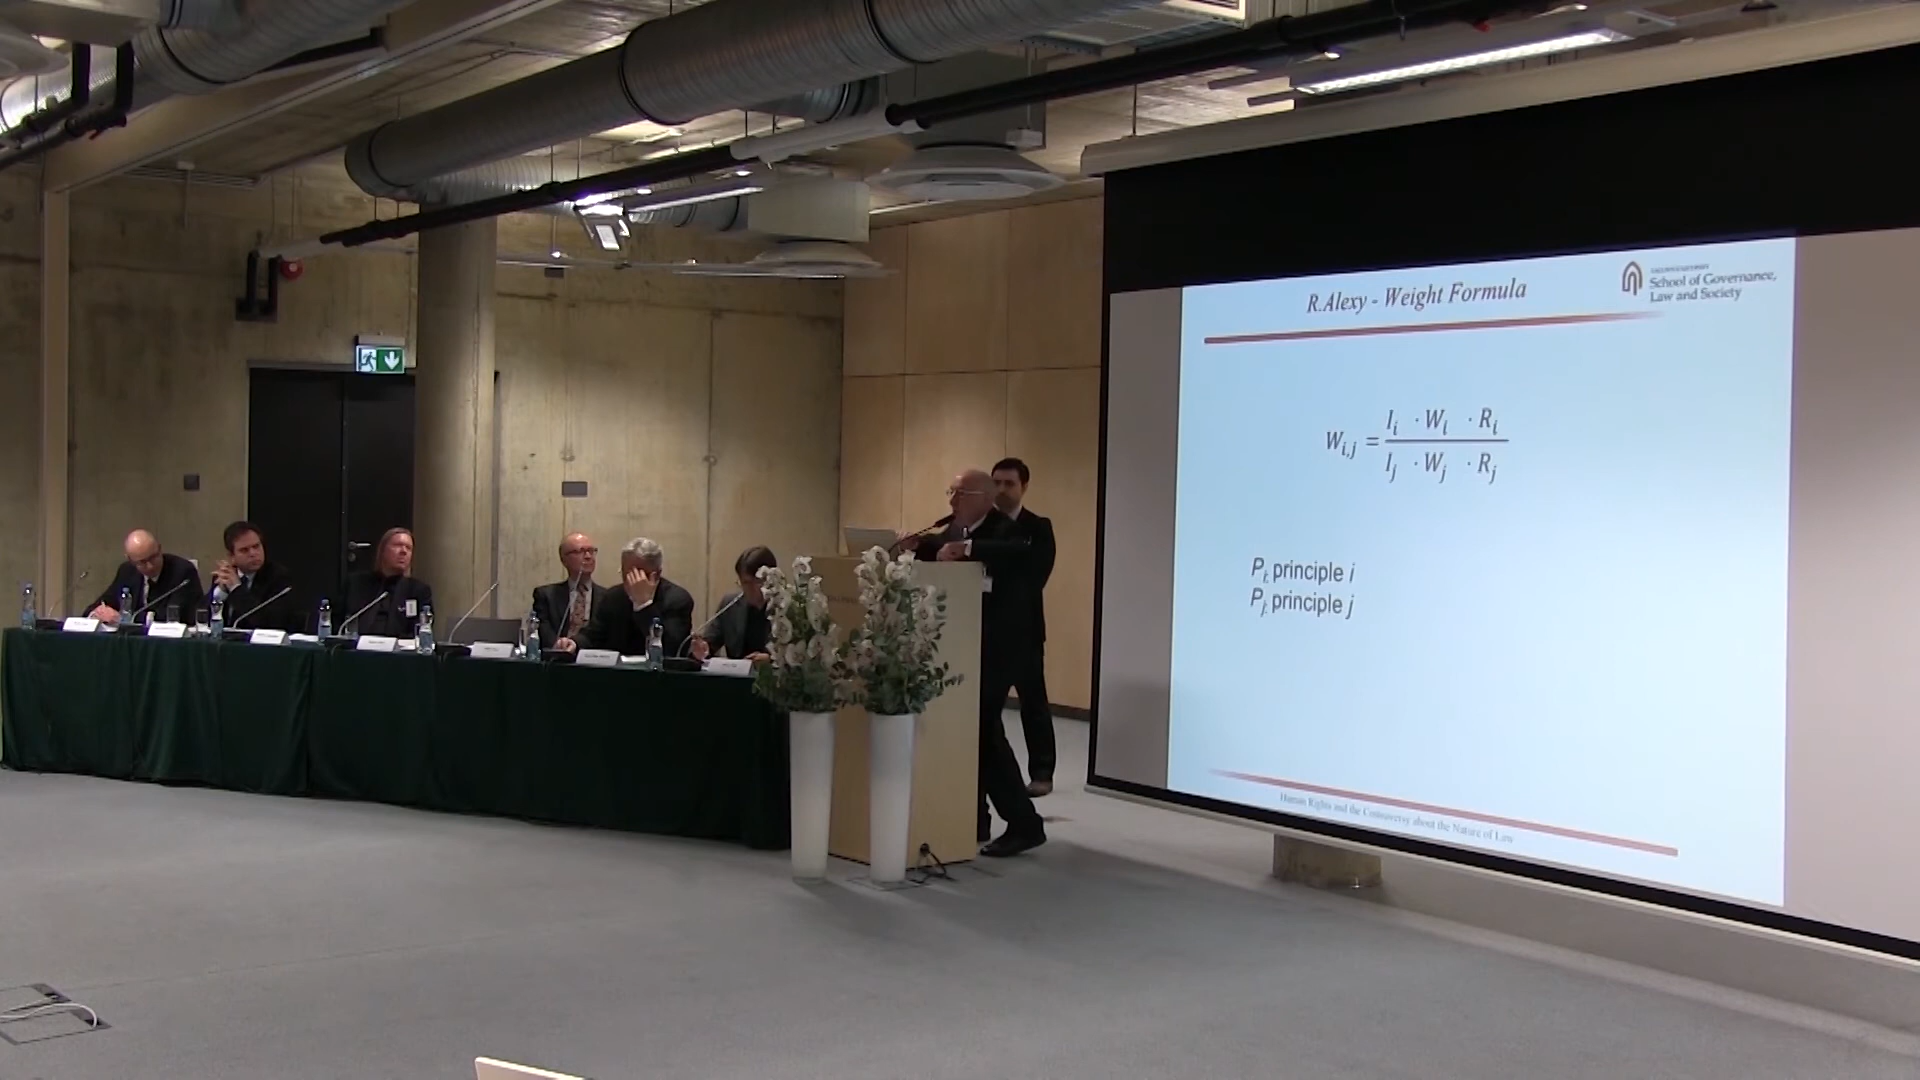 R.Alexy - Weight Formula
School of Governance,
Law and Society
W_{i,j} = \frac{I_i · W_i · R_i}{I_j · W_j · R_j}
P_i: principle i
P_j: principle j
Human Rights and the Controversy about the Nature of Law